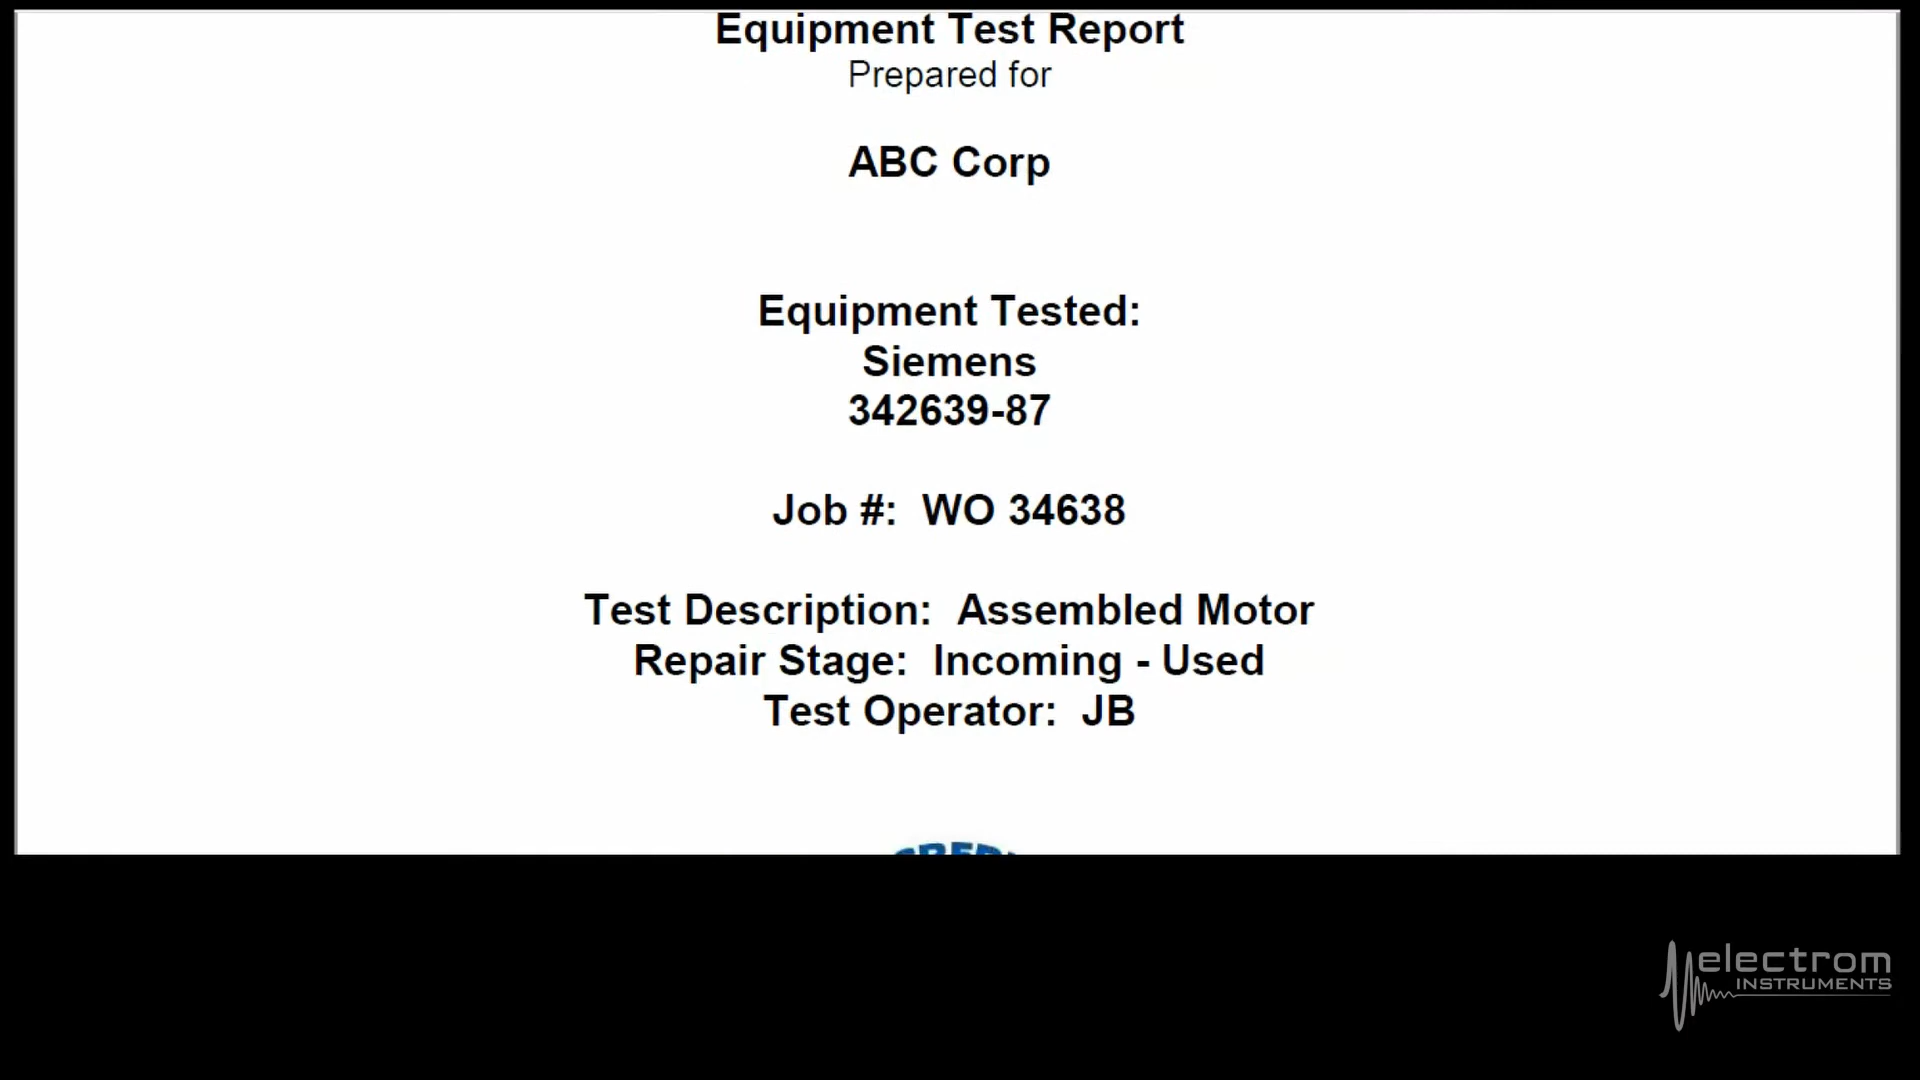 Equipment Test Report
Prepared for
ABC Corp
Equipment Tested:
Siemens
342639-87
Job #: WO 34638
Test Description: Assembled Motor
Repair Stage: Incoming - Used
Test Operator: JB
electrom
INSTRUMENTS